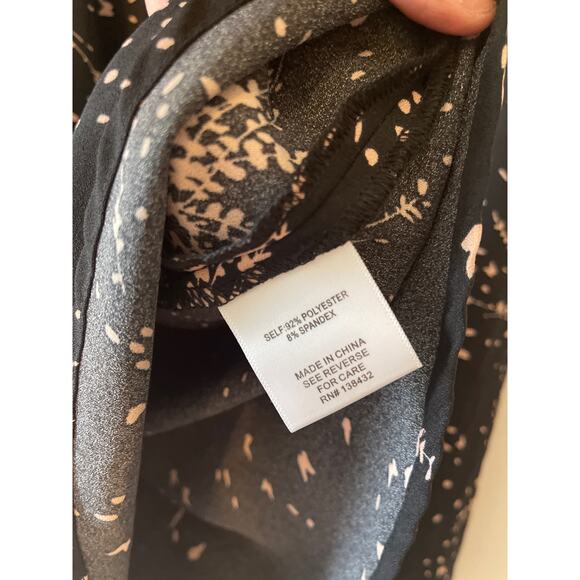 SELF:92% POLYESTER
8% SPANDEX
MADE IN CHINA
SEE REVERSE
FOR CARE
RN# 138432